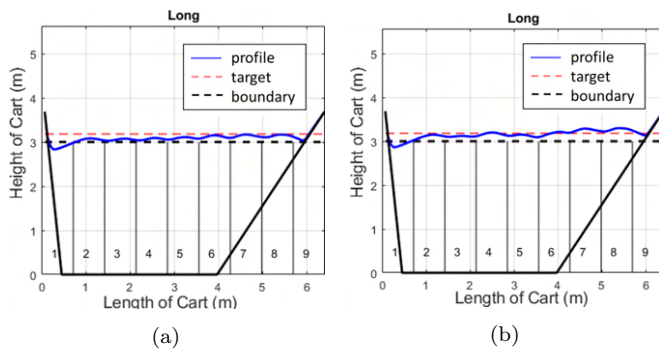 Long
5
4
3
2
1
0
Height of Cart (m)
profile
target
boundary
1 2 3 4 5 6 7 8 9
0 1 2 3 4 5 6
Length of Cart (m)
(a)
Long
5
4
3
2
1
0
Height of Cart (m)
profile
target
boundary
1 2 3 4 5 6 7 8 9
0 1 2 3 4 5 6
Length of Cart (m)
(b)